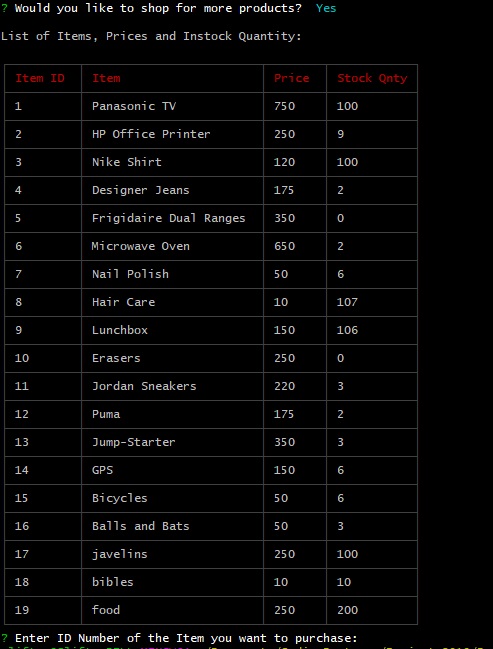 ? Would you like to shop for more products? Yes
List of Items, Prices and Instock Quantity:
Item ID Item Price Stock Qnty
1 Panasonic TV 750 100
2 HP Office Printer 250 9
3 Nike Shirt 120 100
4 Designer Jeans 175 2
5 Frigidaire Dual Ranges 350 0
6 Microwave Oven 650 2
7 Nail Polish 50 6
8 Hair Care 10 107
9 Lunchbox 150 106
10 Erasers 250 0
11 Jordan Sneakers 220 3
12 Puma 175 2
13 Jump-Starter 350 3
14 GPS 150 6
15 Bicycles 50 6
16 Balls and Bats 50 3
17 javelins 250 100
18 bibles 10 10
19 food 250 200
? Enter ID Number of the Item you want to purchase: